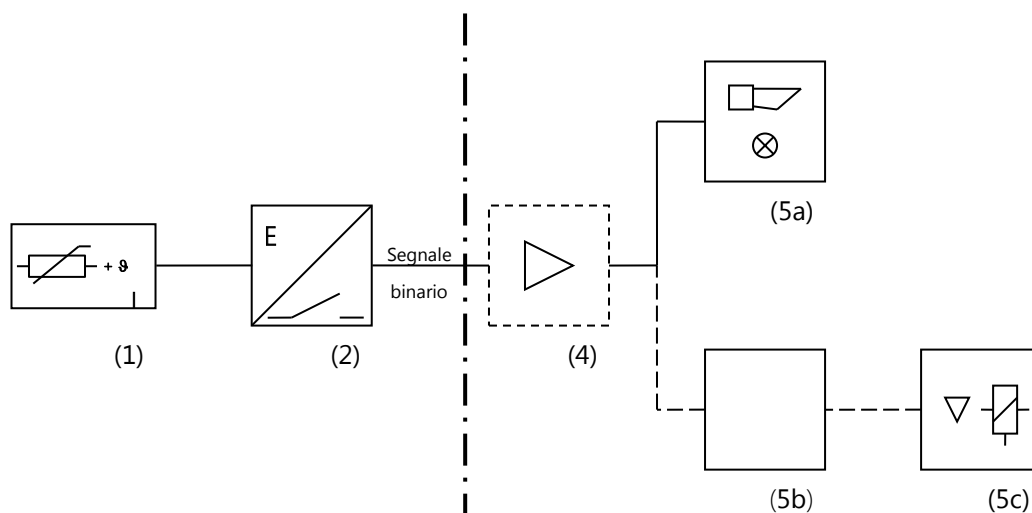 E
+ ϑ
Segnale
binario
(1)
(2)
(4)
(5a)
(5b)
(5c)